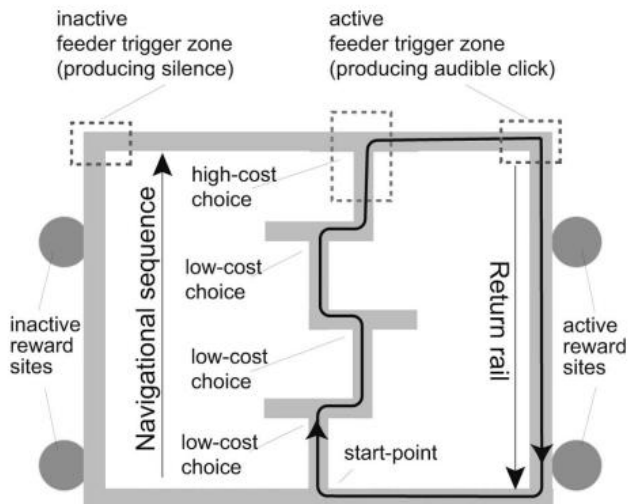 inactive
feeder trigger zone
(producing silence)
active
feeder trigger zone
(producing audible click)
high-cost
choice
Navigational sequence
low-cost
choice
Return rail
inactive
reward
sites
low-cost
choice
active
reward
sites
low-cost
choice
start-point